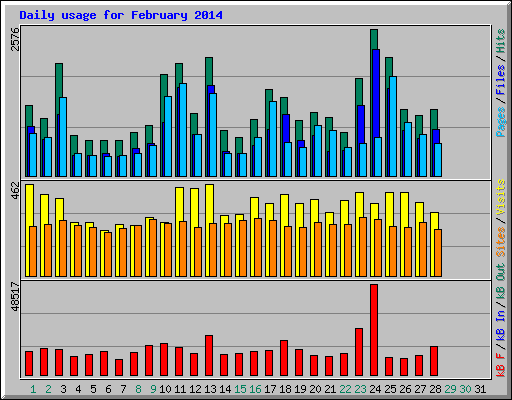 Daily usage for February 2014
2576
Pages / Files / Hits
462
Sites / Visits
48517
kB F / kB In / kB Out
1 2 3 4 5 6 7 8 9 10 11 12 13 14 15 16 17 18 19 20 21 22 23 24 25 26 27 28 29 30 31